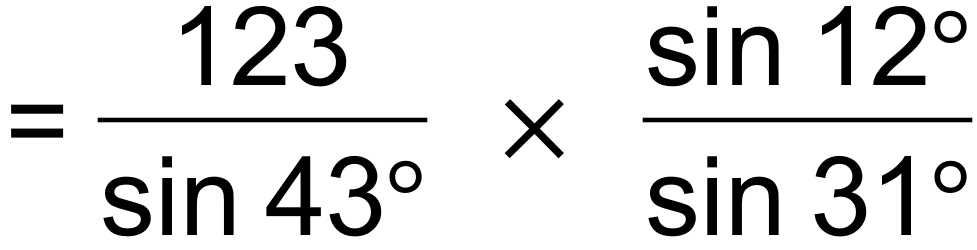 = 123 / sin 43° × sin 12° / sin 31°